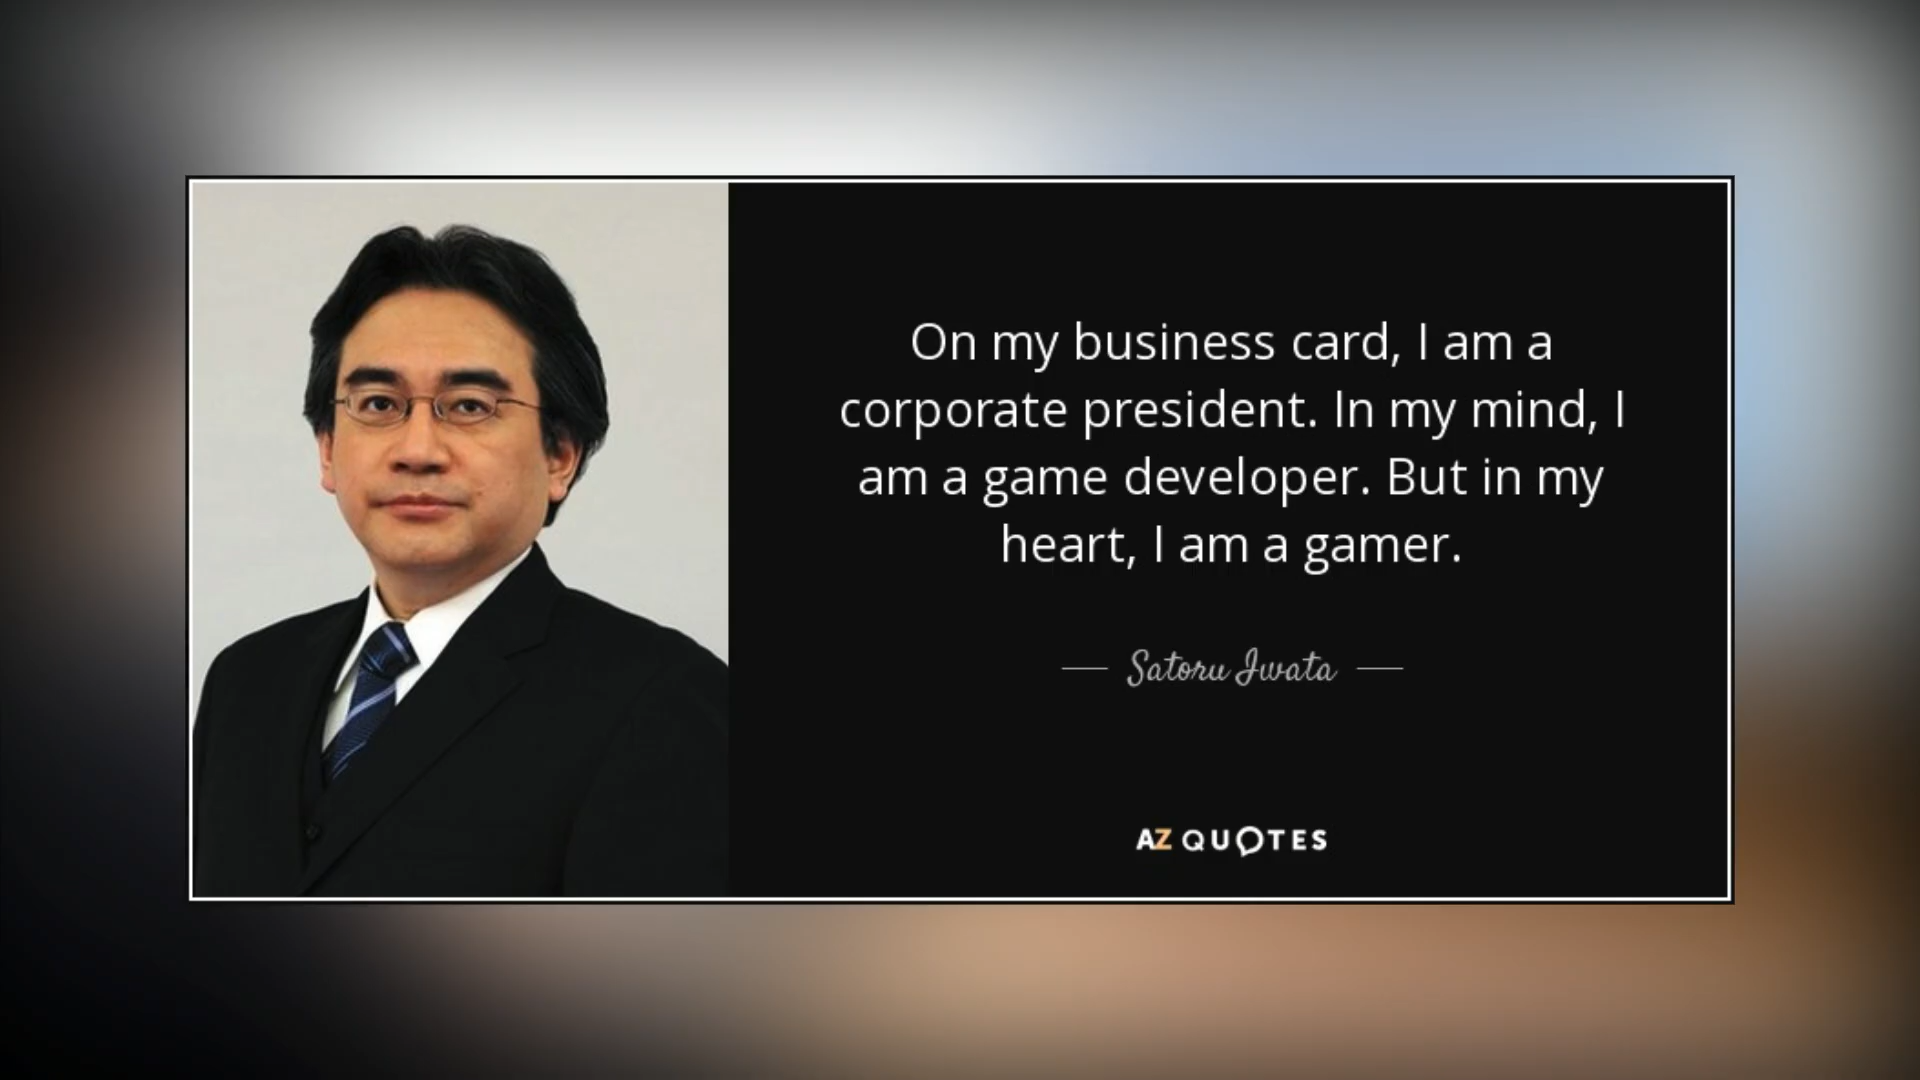 On my business card, I am a
corporate president. In my mind, I
am a game developer. But in my
heart, I am a gamer.
Satoru Iwata
AZ QUOTES